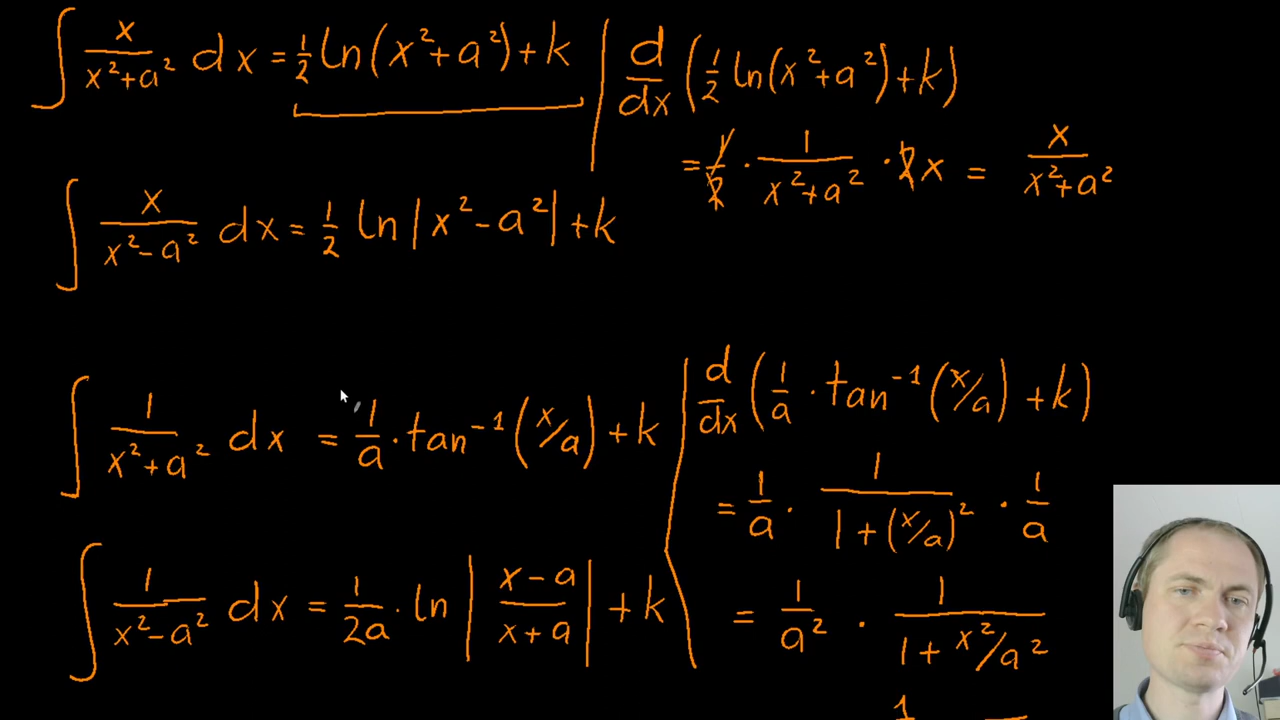 ∫ x/(x²+a²) dx = 1/2 ln(x²+a²)+k
d/dx (1/2 ln(x²+a²)+k)
= 1/2 · 1/(x²+a²) · 2x = x/(x²+a²)
∫ x/(x²-a²) dx = 1/2 ln|x²-a²|+k
∫ 1/(x²+a²) dx = 1/a · tan⁻¹(x/a)+k
d/dx (1/a · tan⁻¹(x/a)+k)
= 1/a · 1/(1+(x/a)²) · 1/a
∫ 1/(x²-a²) dx = 1/2a · ln|(x-a)/(x+a)|+k
= 1/a² · 1/(1+x²/a²)
1